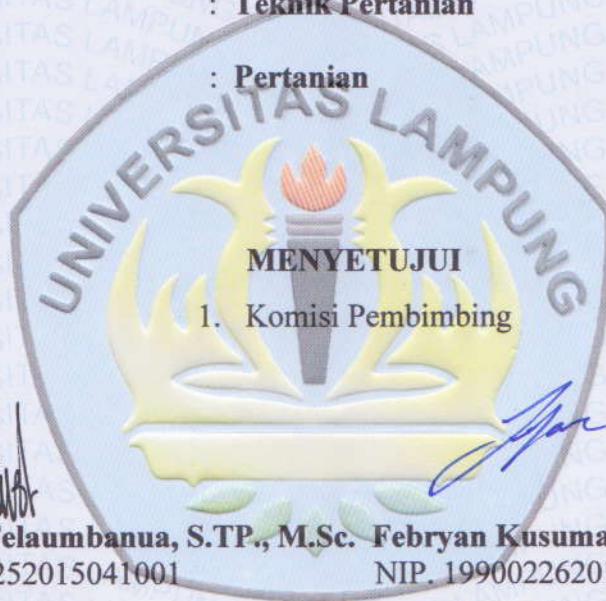 : Teknik Pertanian
: Pertanian
UNIVERSITAS LAMPUNG
MENYETUJUI
1. Komisi Pembimbing
Telaumbanua, S.TP., M.Sc. Febryan Kusuma
252015041001 NIP. 1990022620